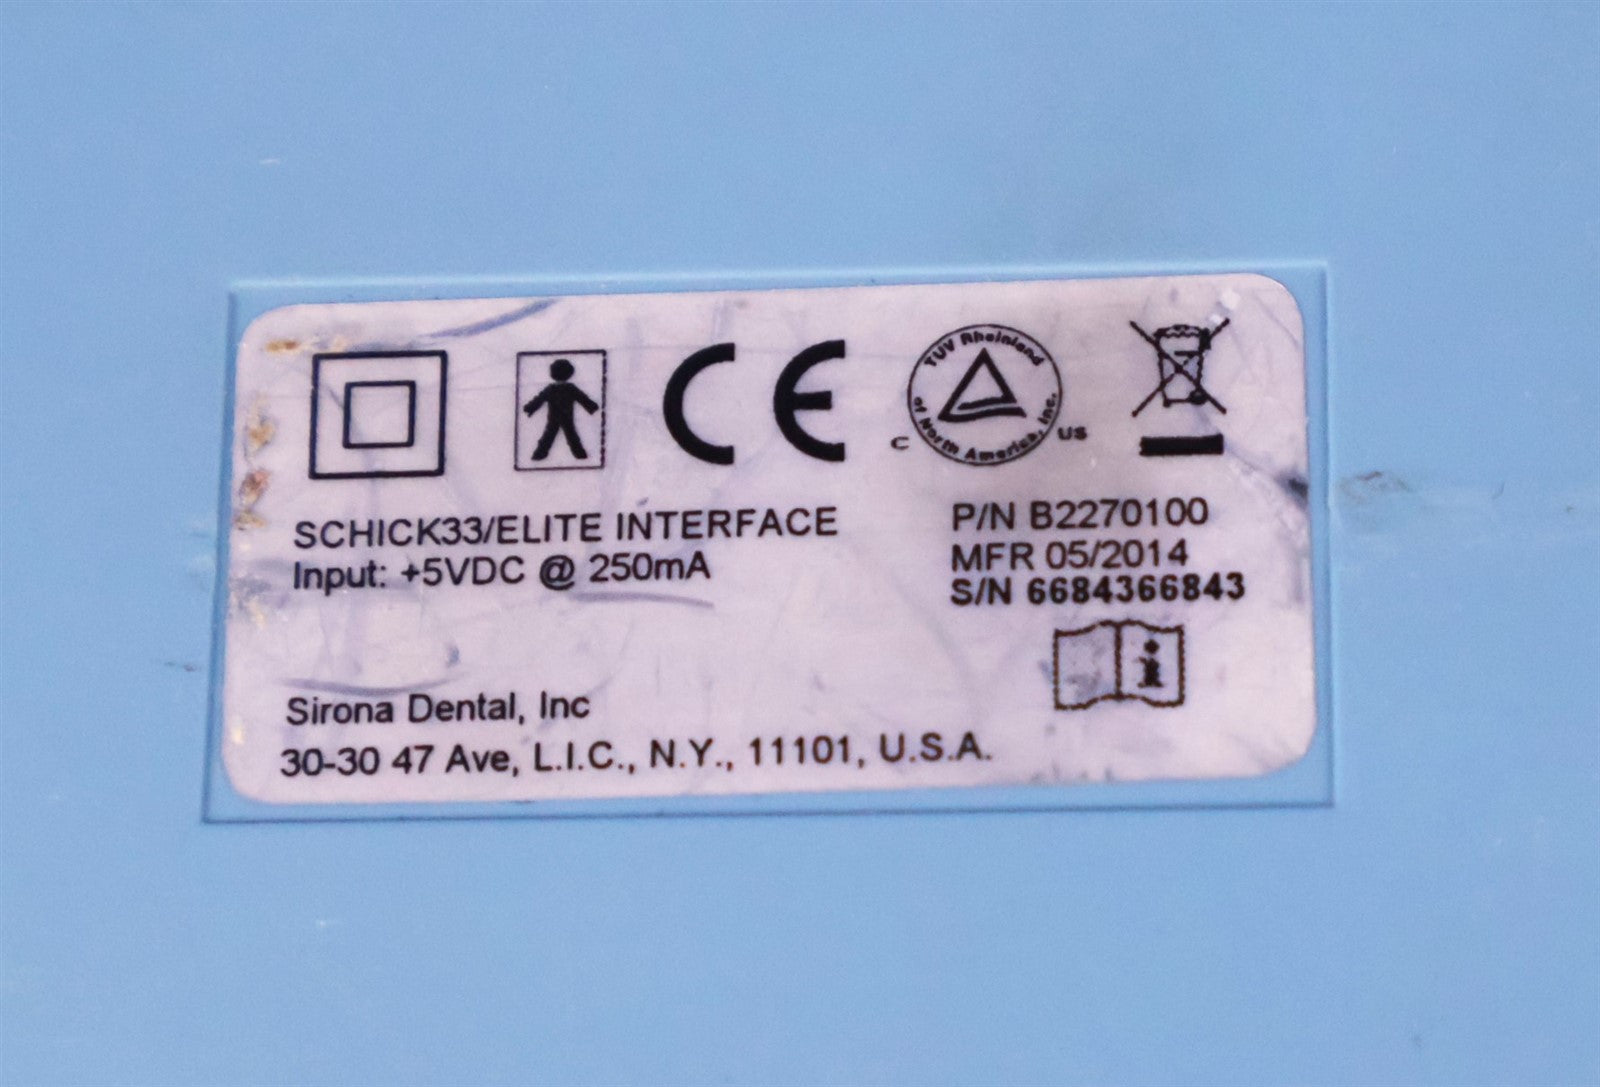 CE
TUV Rheinland
of North America, Inc.
C US
SCHICK33/ELITE INTERFACE
Input: +5VDC @ 250mA
P/N B2270100
MFR 05/2014
S/N 6684366843
i
Sirona Dental, Inc
30-30 47 Ave, L.I.C., N.Y., 11101, U.S.A.